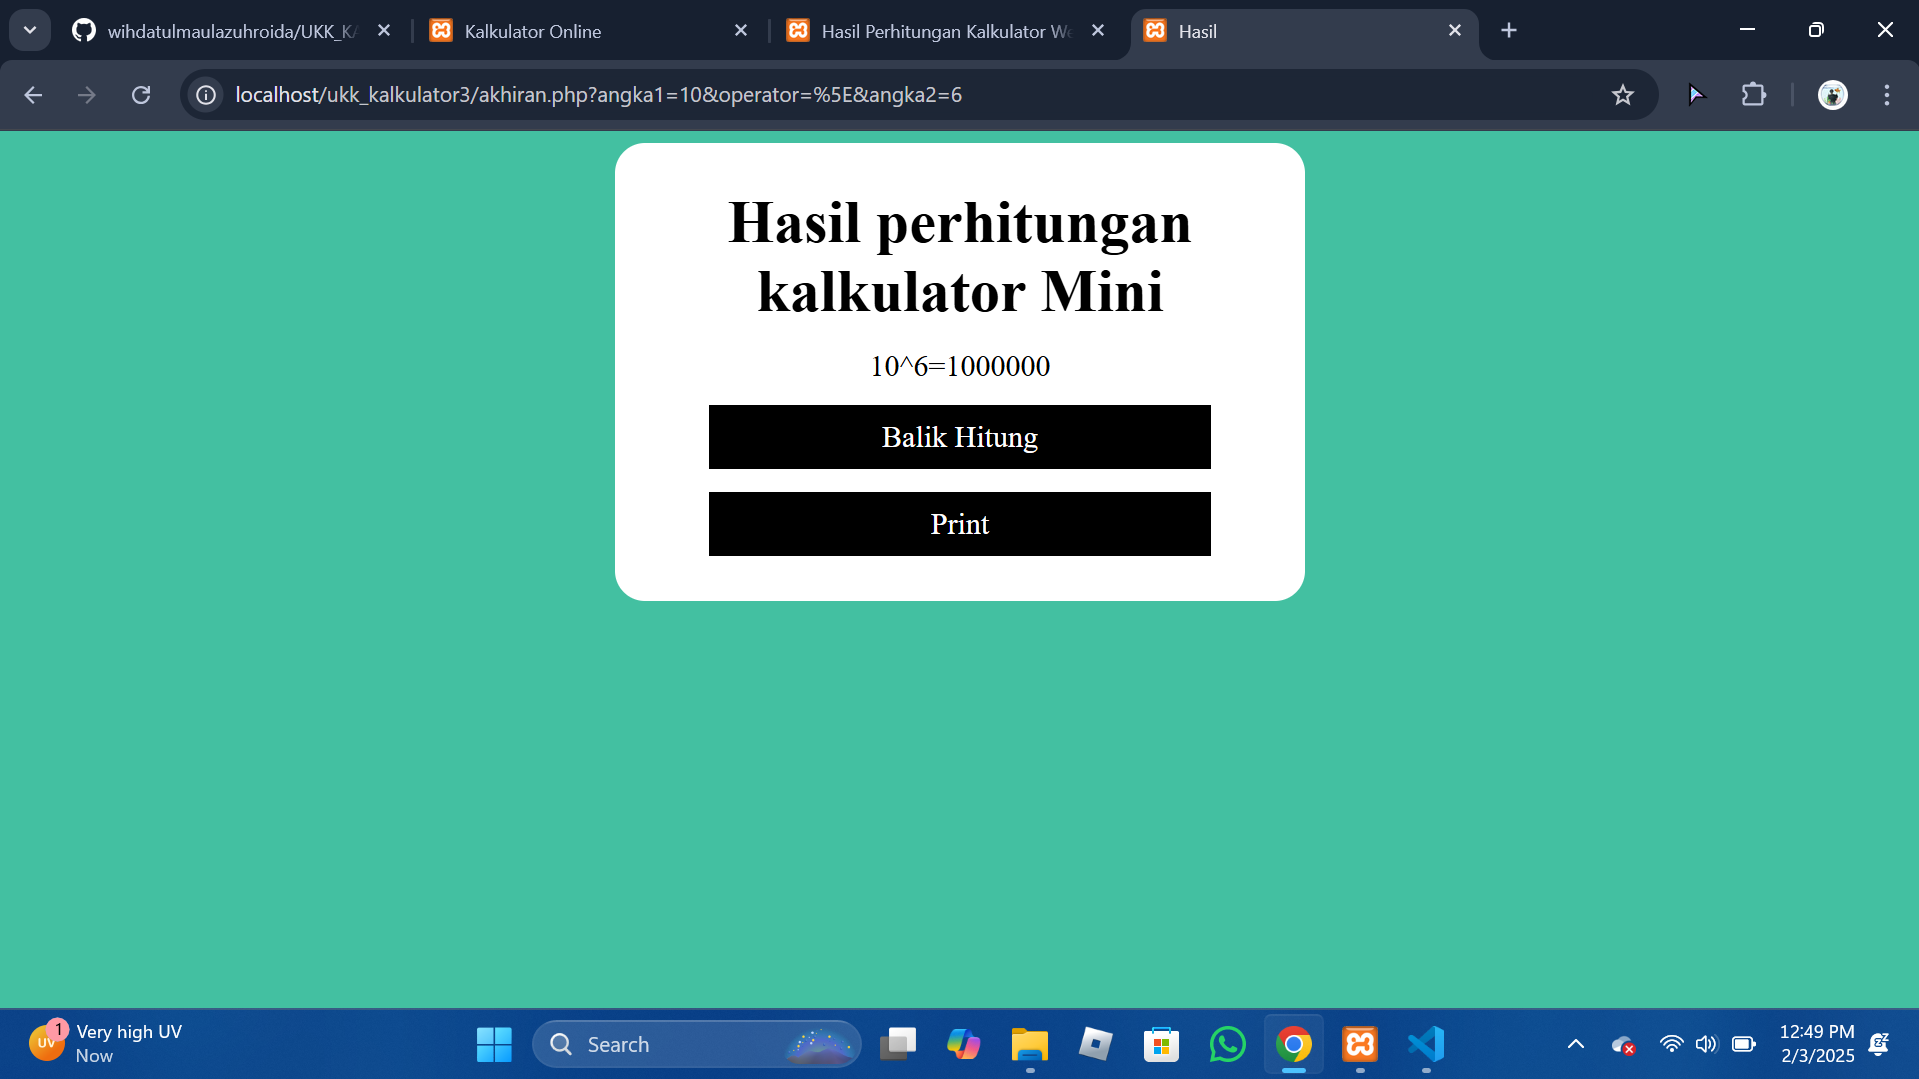 wihdatulmaulazuhroida/UKK_KA
Kalkulator Online
Hasil Perhitungan Kalkulator We
Hasil
localhost/ukk_kalkulator3/akhiran.php?angka1=10&operator=%5E&angka2=6
Hasil perhitungan
kalkulator Mini
10^6=1000000
Balik Hitung
Print
UV
1
Very high UV
Now
Search
12:49 PM
2/3/2025